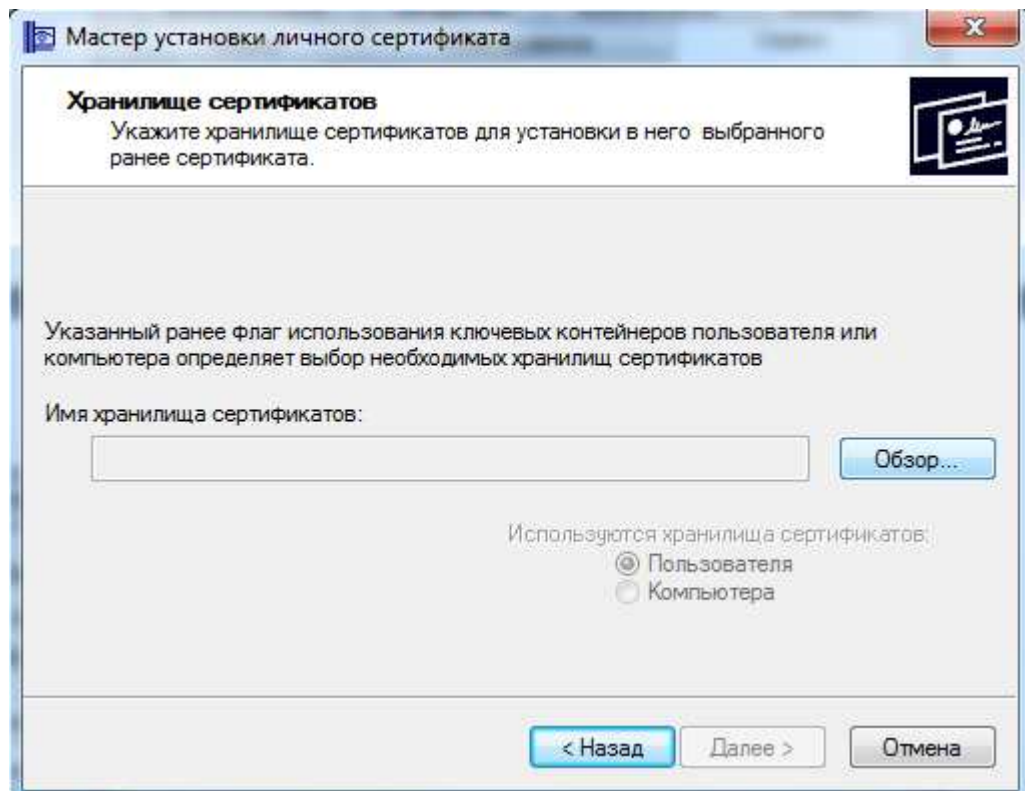 Мастер установки личного сертификата
Хранилище сертификатов
Укажите хранилище сертификатов для установки в него выбранного
ранее сертификата.
Указанный ранее флаг использования ключевых контейнеров пользователя или
компьютера определяет выбор необходимых хранилищ сертификатов
Имя хранилища сертификатов:
Обзор...
Используются хранилища сертификатов:
Пользователя
Компьютера
< Назад
Далее >
Отмена